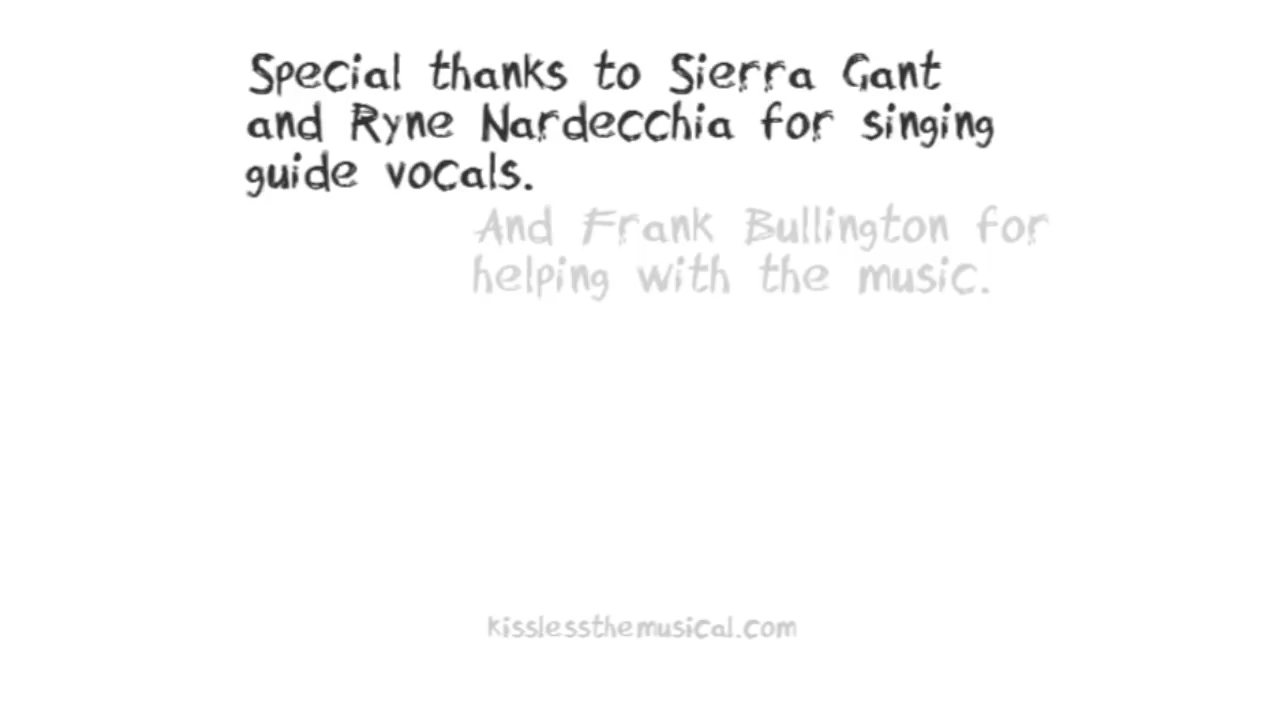 Special thanks to Sierra Gant
and Ryne Nardecchia for singing
guide vocals.
And Frank Bullington for
helping with the music.
kisslessthemusical.com